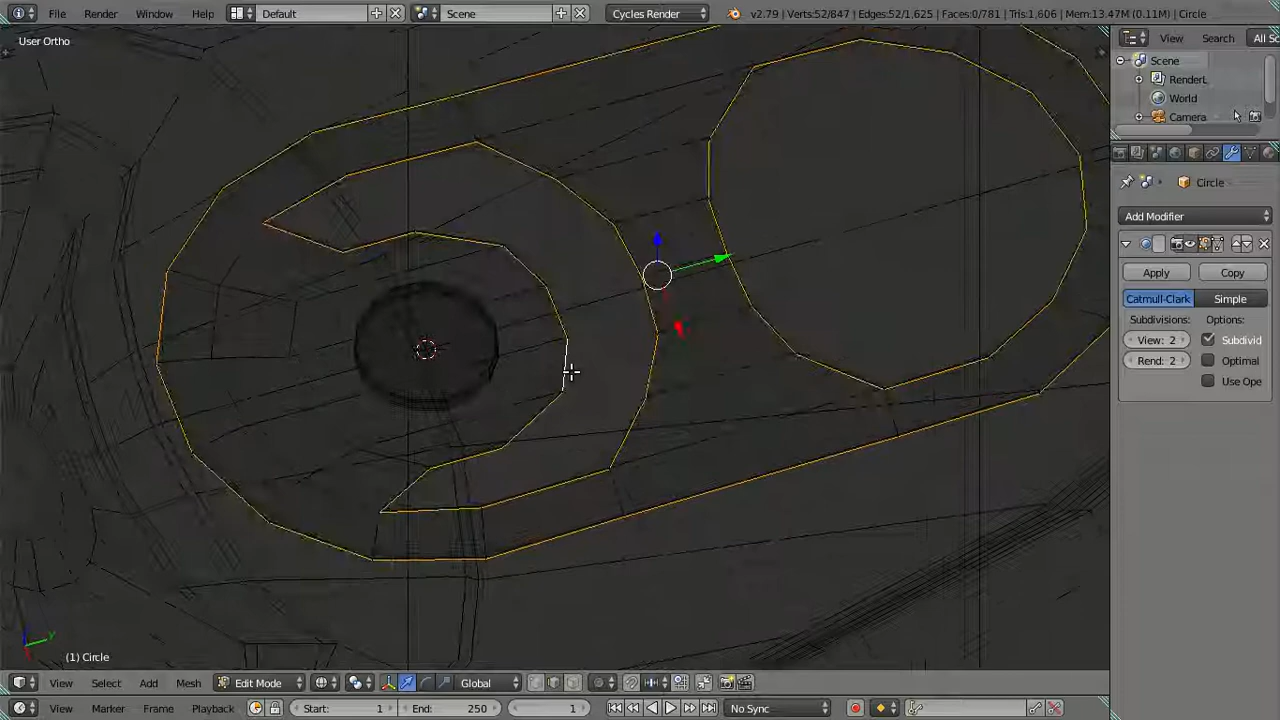 File Render Window Help Default Scene Cycles Render v2.79 | Verts:52/847 | Edges:52/1,625 | Faces:0/781 | Tris:1,606 | Mem:13.47M (0.11M) | Circle
User Ortho
View Search All Sc
Scene
RenderL
World
Camera
Circle
Add Modifier
Apply Copy
Catmull-Clark Simple
Subdivisions: Options:
View: 2 Subdivid
Rend: 2 Optimal
Use Ope
y
(1) Circle
View Select Add Mesh Edit Mode Global
View Marker Frame Playback Start: 1 End: 250 1 No Sync